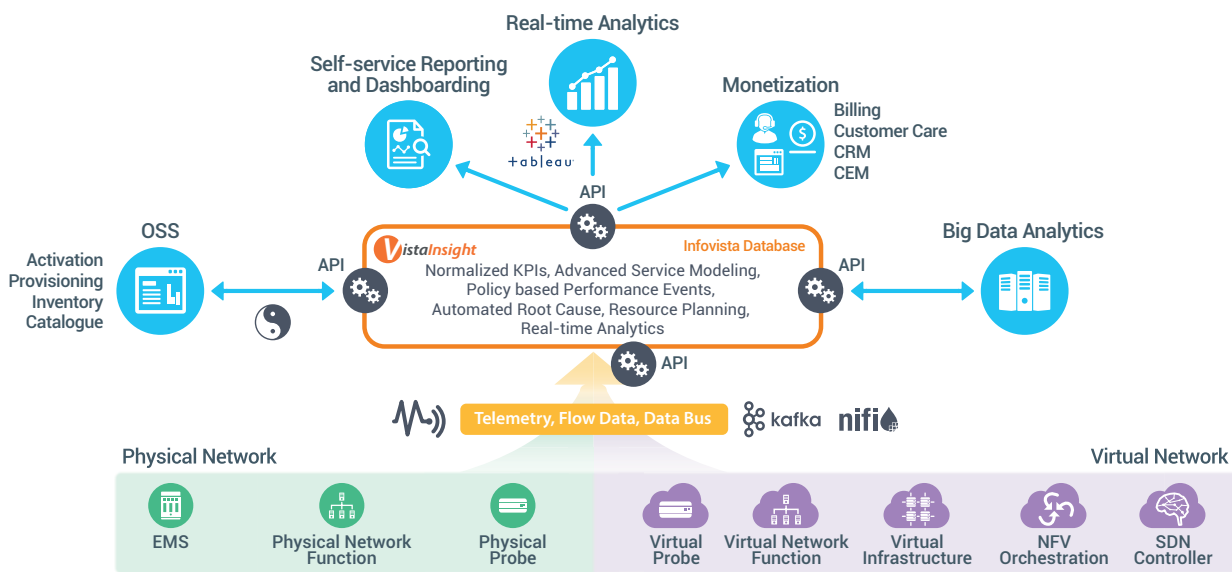 Real-time Analytics
Self-service Reporting
and Dashboarding
Monetization
Billing
Customer Care
CRM
CEM
+ableau
API
OSS
Activation
Provisioning
Inventory
Catalogue
API
VistaInsight
Infovista Database
Normalized KPIs, Advanced Service Modeling,
Policy based Performance Events,
Automated Root Cause, Resource Planning,
Real-time Analytics
API
Big Data Analytics
API
Telemetry, Flow Data, Data Bus
kafka
nifi
Physical Network
Virtual Network
EMS
Physical Network
Function
Physical
Probe
Virtual
Probe
Virtual Network
Function
Virtual
Infrastructure
NFV
Orchestration
SDN
Controller